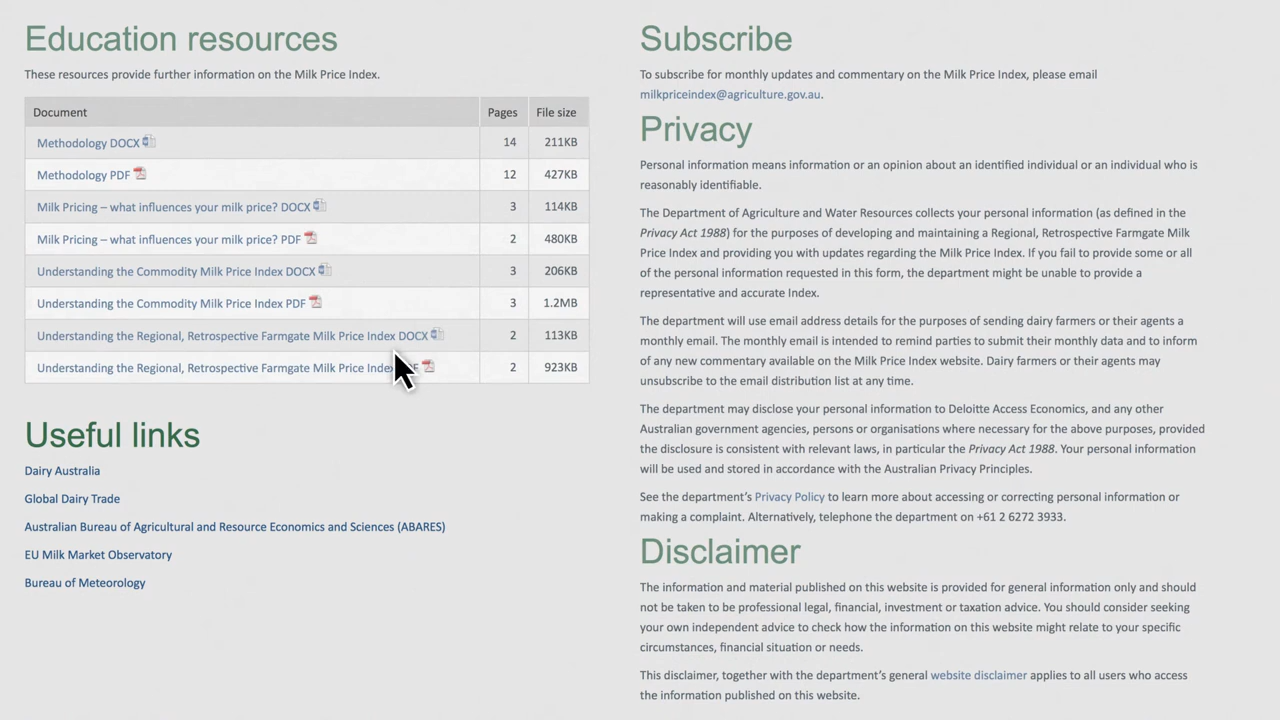 Education resources
These resources provide further information on the Milk Price Index.
Document Pages File size
Methodology DOCX 14 211KB
Methodology PDF 12 427KB
Milk Pricing – what influences your milk price? DOCX 3 114KB
Milk Pricing – what influences your milk price? PDF 2 480KB
Understanding the Commodity Milk Price Index DOCX 3 206KB
Understanding the Commodity Milk Price Index PDF 3 1.2MB
Understanding the Regional, Retrospective Farmgate Milk Price Index DOCX 2 113KB
Understanding the Regional, Retrospective Farmgate Milk Price 2 923KB
Useful links
Dairy Australia
Global Dairy Trade
Australian Bureau of Agricultural and Resource Economics and Sciences (ABARES)
EU Milk Market Observatory
Bureau of Meteorology
Subscribe
To subscribe for monthly updates and commentary on the Milk Price Index, please email
milkpriceindex@agriculture.gov.au.
Privacy
Personal information means information or an opinion about an identified individual or an individual who is
reasonably identifiable.
The Department of Agriculture and Water Resources collects your personal information (as defined in the
Privacy Act 1988) for the purposes of developing and maintaining a Regional, Retrospective Farmgate Milk
Price Index and providing you with updates regarding the Milk Price Index. If you fail to provide some or all
of the personal information requested in this form, the department might be unable to provide a
representative and accurate Index.
The department will use email address details for the purposes of sending dairy farmers or their agents a
monthly email. The monthly email is intended to remind parties to submit their monthly data and to inform
of any new commentary available on the Milk Price Index website. Dairy farmers or their agents may
unsubscribe to the email distribution list at any time.
The department may disclose your personal information to Deloitte Access Economics, and any other
Australian government agencies, persons or organisations where necessary for the above purposes, provided
the disclosure is consistent with relevant laws, in particular the Privacy Act 1988. Your personal information
will be used and stored in accordance with the Australian Privacy Principles.
See the department's Privacy Policy to learn more about accessing or correcting personal information or
making a complaint. Alternatively, telephone the department on +61 2 6272 3933.
Disclaimer
The information and material published on this website is provided for general information only and should
not be taken to be professional legal, financial, investment or taxation advice. You should consider seeking
your own independent advice to check how the information on this website might relate to your specific
circumstances, financial situation or needs.
This disclaimer, together with the department's general website disclaimer applies to all users who access
the information published on this website.